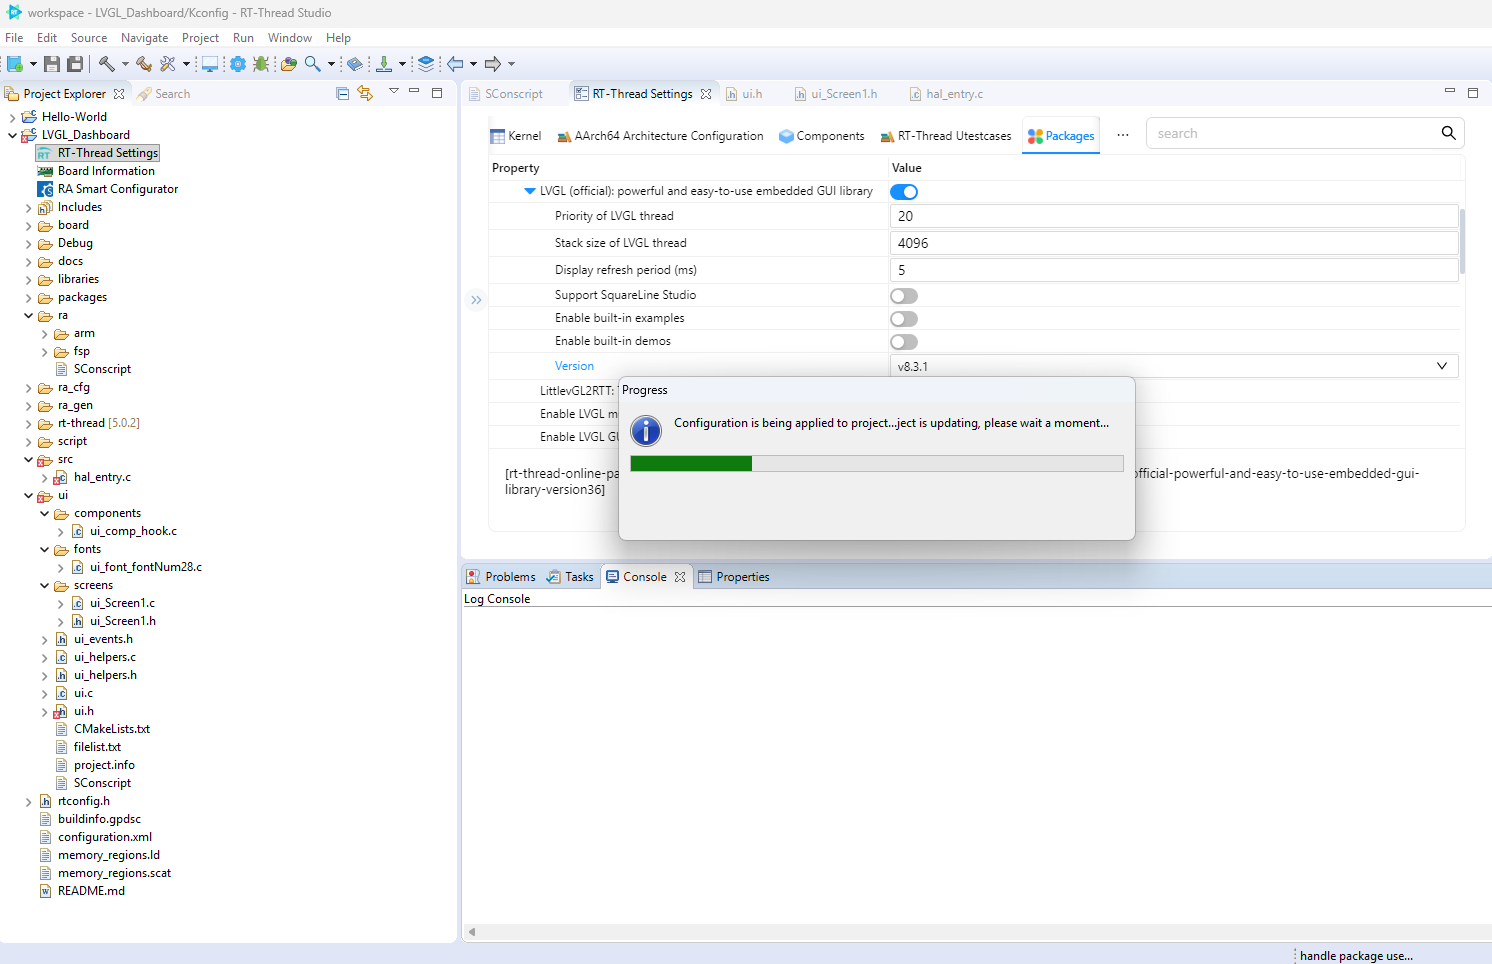 workspace - LVGL_Dashboard/Kconfig - RT-Thread Studio
File Edit Source Navigate Project Run Window Help
Project Explorer
Search
Hello-World
LVGL_Dashboard
RT-Thread Settings
Board Information
RA Smart Configurator
Includes
board
Debug
docs
libraries
packages
ra
arm
fsp
SConscript
ra_cfg
ra_gen
rt-thread [5.0.2]
script
src
hal_entry.c
ui
components
ui_comp_hook.c
fonts
ui_font_fontNum28.c
screens
ui_Screen1.c
ui_Screen1.h
ui_events.h
ui_helpers.c
ui_helpers.h
ui.c
ui.h
CMakeLists.txt
filelist.txt
project.info
SConscript
rtconfig.h
buildinfo.gpdsc
configuration.xml
memory_regions.ld
memory_regions.scat
README.md
SConscript RT-Thread Settings ui.h ui_Screen1.h hal_entry.c
Kernel AArch64 Architecture Configuration Components RT-Thread Utestcases Packages ... search
Property Value
LVGL (official): powerful and easy-to-use embedded GUI library
Priority of LVGL thread 20
Stack size of LVGL thread 4096
Display refresh period (ms) 5
Support SquareLine Studio
Enable built-in examples
Enable built-in demos
Version v8.3.1
LittlevGL2RTT:
Enable LVGL m
Enable LVGL GU
[rt-thread-online-pa
official-powerful-and-easy-to-use-embedded-gui-
library-version36]
Progress
Configuration is being applied to project...ject is updating, please wait a moment...
Problems Tasks Console Properties
Log Console
handle package use...